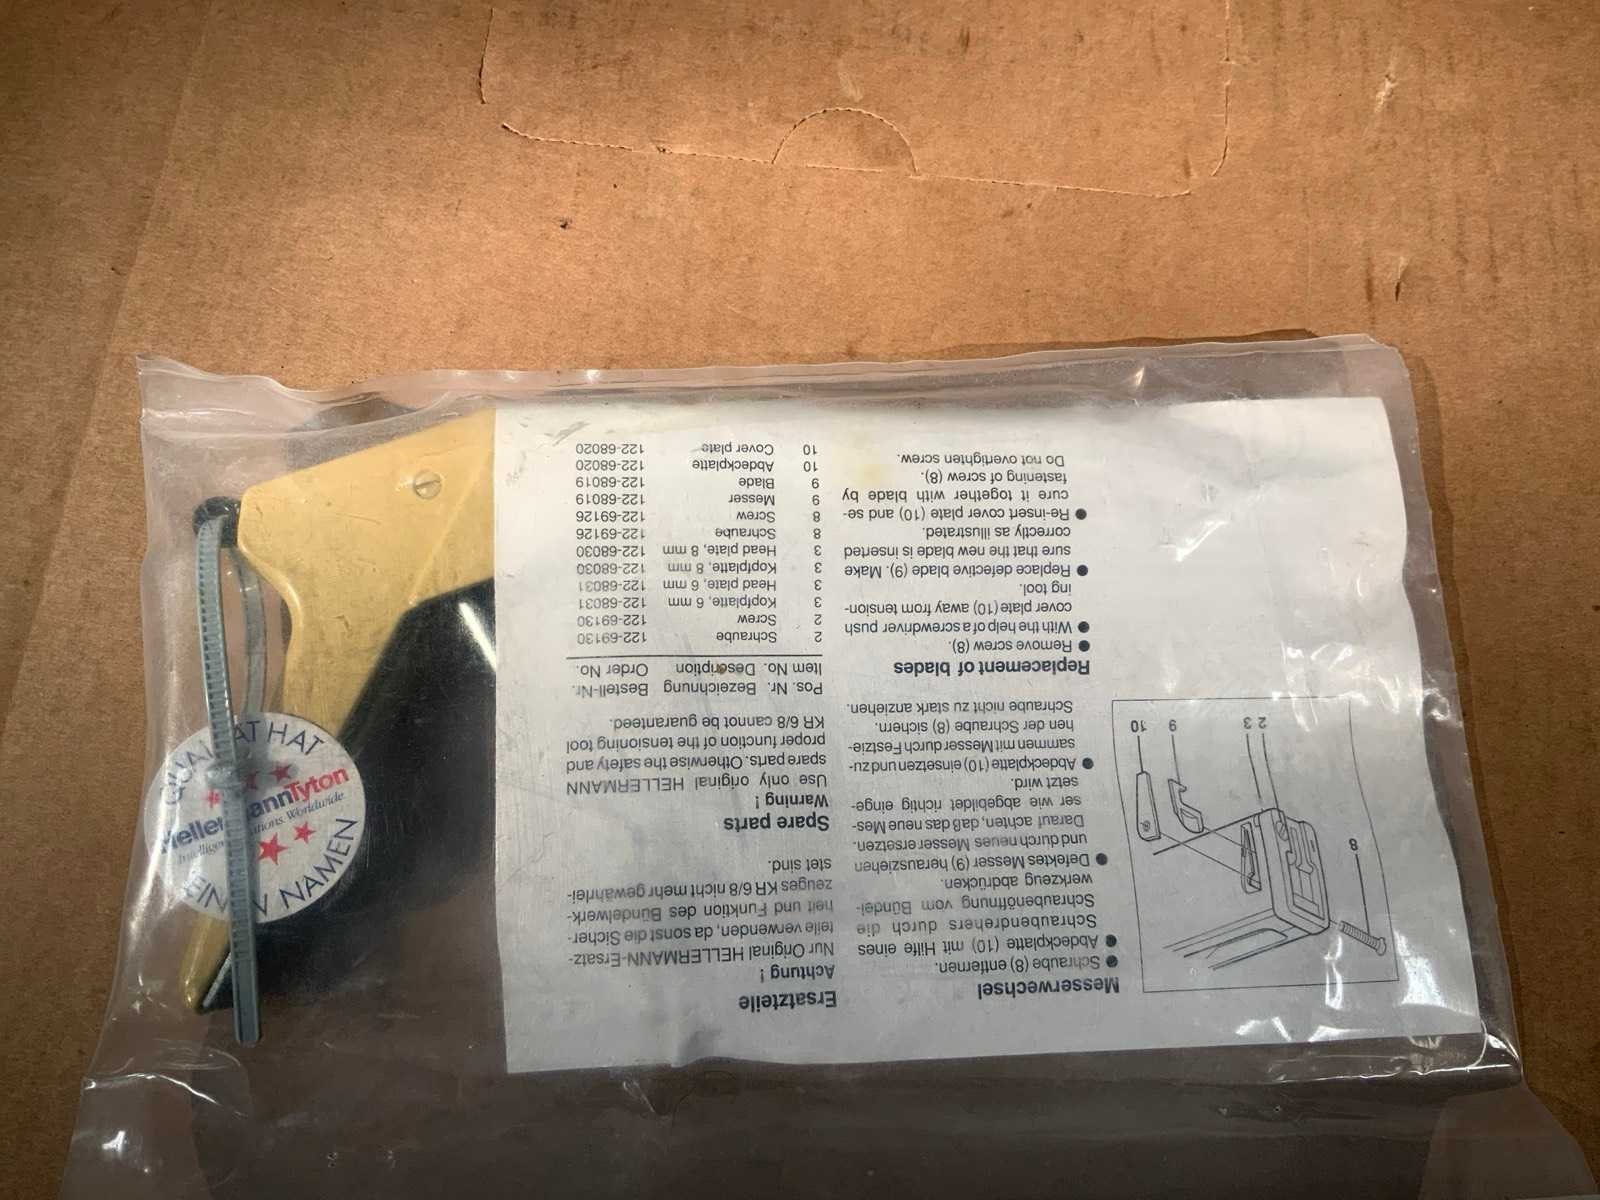 8
2 3
9
10
Messerwechsel
● Schraube (8) entfernen.
● Abdeckplatte (10) mit Hilfe eines
Schraubendrehers durch die
Schraubenöffnung vom Bündel-
werkzeug abdrücken.
● Defektes Messer (9) herausziehen
und durch neues Messer ersetzen.
Darauf achten, daß das neue Mes-
ser wie abgebildet richtig einge-
setzt wird.
● Abdeckplatte (10) einsetzen und zu-
sammen mit Messer durch Festzie-
hen der Schraube (8) sichern.
Schraube nicht zu stark anziehen.
Replacement of blades
● Remove screw (8).
● With the help of a screwdriver push
cover plate (10) away from tension-
ing tool.
● Replace defective blade (9). Make
sure that the new blade is inserted
correctly as illustrated.
● Re-insert cover plate (10) and se-
cure it together with blade by
fastening of screw (8).
Do not overtighten screw.
Ersatzteile
Achtung !
Nur Original HELLERMANN-Ersatz-
teile verwenden, da sonst die Sicher-
heit und Funktion des Bündelwerk-
zeuges KR 6/8 nicht mehr gewährlei-
stet sind.
Spare parts
Warning !
Use only original HELLERMANN
spare parts. Otherwise the safety and
proper function of the tensioning tool
KR 6/8 cannot be guaranteed.
Pos. Nr. Bezeichnung Bestell-Nr.
Item No. Description Order No.
2 Schraube 122-69130
2 Screw 122-69130
3 Kopfplatte, 6 mm 122-68031
3 Head plate, 6 mm 122-68031
3 Kopfplatte, 8 mm 122-68030
3 Head plate, 8 mm 122-68030
8 Schraube 122-69126
8 Screw 122-69126
9 Messer 122-68019
9 Blade 122-68019
10 Abdeckplatte 122-68020
10 Cover plate 122-68020
HAT
HellermannTyton
Worldwide
NAMEN